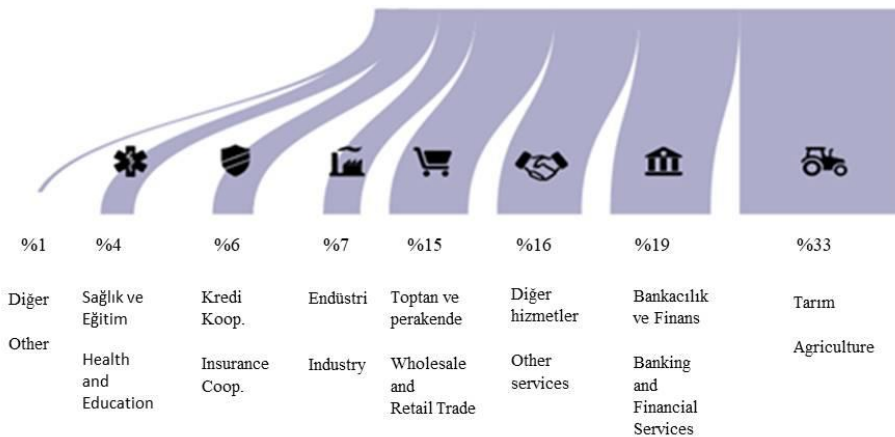 %1
%4
%6
%7
%15
%16
%19
%33
Diğer
Other
Sağlık ve
Eğitim
Health
and
Education
Kredi
Koop.
Insurance
Coop.
Endüstri
Industry
Toptan ve
perakende
Wholesale
and
Retail Trade
Diğer
hizmetler
Other
services
Bankacılık
ve Finans
Banking
and
Financial
Services
Tarım
Agriculture